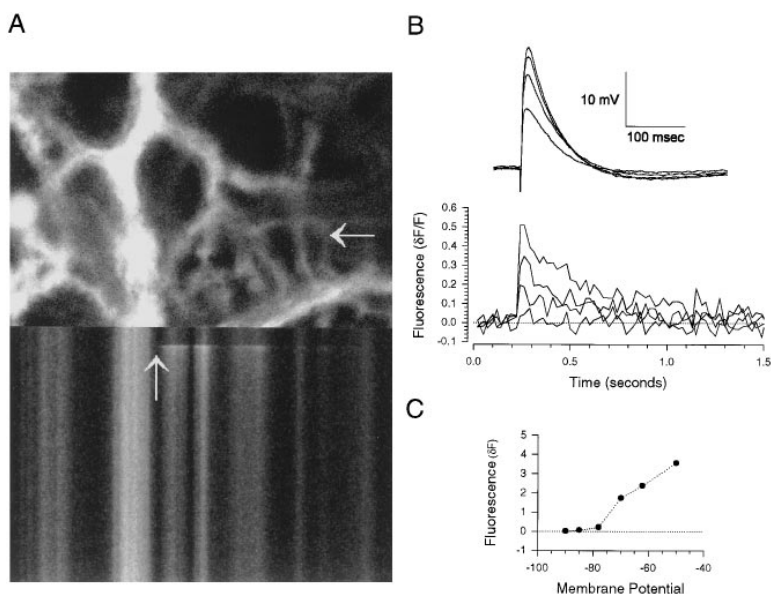 A
B
10 mV
100 msec
Fluorescence (δF/F)
0.6
0.5
0.4
0.3
0.2
0.1
0.0
-0.1
0.0 0.5 1.0 1.5
Time (seconds)
C
Fluorescence (δF)
5
4
3
2
1
0
-1
-100 -80 -60 -40
Membrane Potential